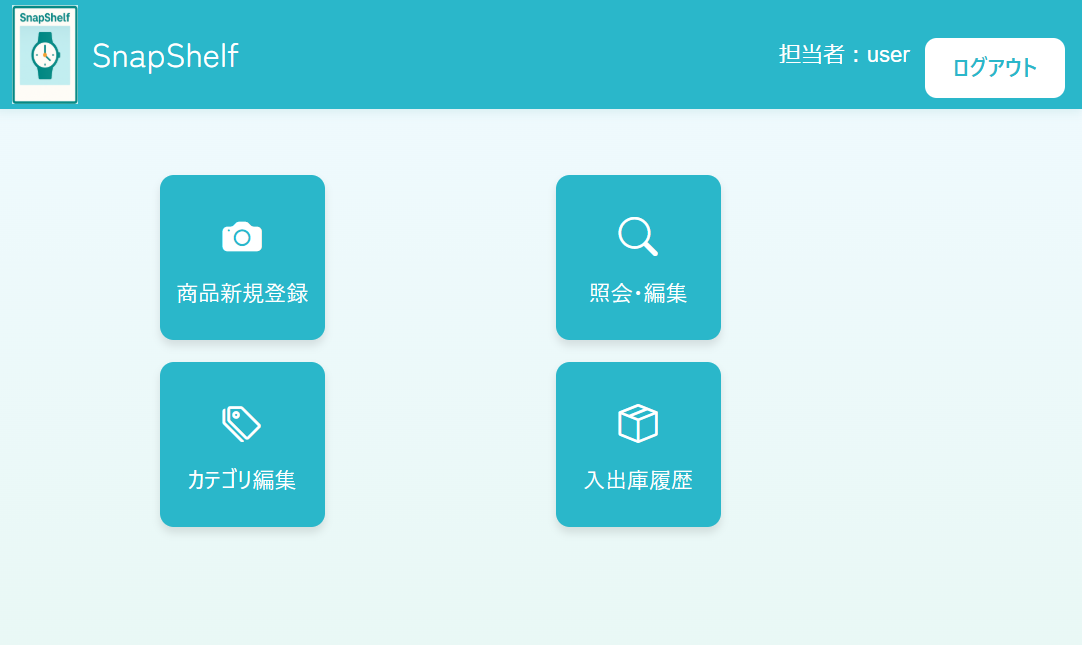 SnapShelf
SnapShelf
担当者：user
ログアウト
商品新規登録
照会・編集
カテゴリ編集
入出庫履歴